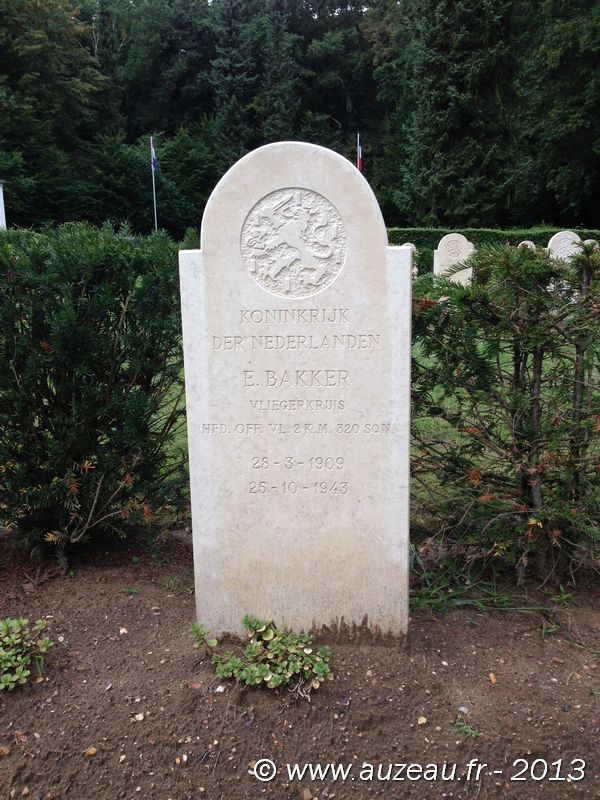 KONINKRIJK
DER NEDERLANDEN
E. BAKKER
VLIEGERKRUIS
HFD. OFF. VL. 2 K.M. 320 SQN.
28 - 3 - 1909
25 - 10 - 1943
© www.auzeau.fr - 2013